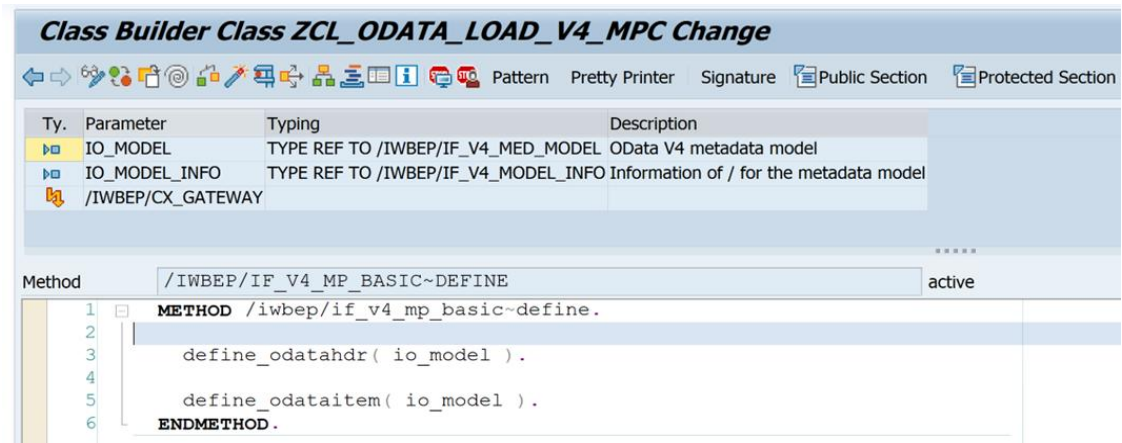 Class Builder Class ZCL_ODATA_LOAD_V4_MPC Change
Pattern Pretty Printer Signature Public Section Protected Section
Ty. Parameter Typing Description
IO_MODEL TYPE REF TO /IWBEP/IF_V4_MED_MODEL OData V4 metadata model
IO_MODEL_INFO TYPE REF TO /IWBEP/IF_V4_MODEL_INFO Information of / for the metadata model
/IWBEP/CX_GATEWAY
Method /IWBEP/IF_V4_MP_BASIC~DEFINE active
1 METHOD /iwbep/if_v4_mp_basic~define.
2
3 define_odatahdr( io_model ).
4
5 define_odataitem( io_model ).
6 ENDMETHOD.